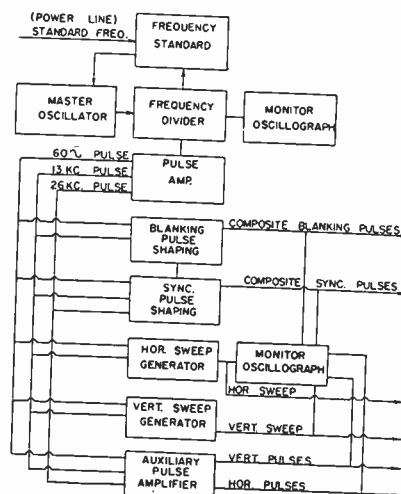 (POWER LINE)
STANDARD FREQ.
FREQUENCY
STANDARD
MASTER
OSCILLATOR
FREQUENCY
DIVIDER
MONITOR
OSCILLOGRAPH
60~ PULSE
13 KC. PULSE
26 KC. PULSE
PULSE
AMP.
BLANKING
PULSE
SHAPING
COMPOSITE BLANKING PULSES
SYNC.
PULSE
SHAPING
COMPOSITE SYNC. PULSES
HOR. SWEEP
GENERATOR
MONITOR
OSCILLOGRAPH
HOR SWEEP
VERT. SWEEP
GENERATOR
VERT. SWEEP
AUXILIARY
PULSE
AMPLIFIER
VERT PULSES
HOR. PULSES